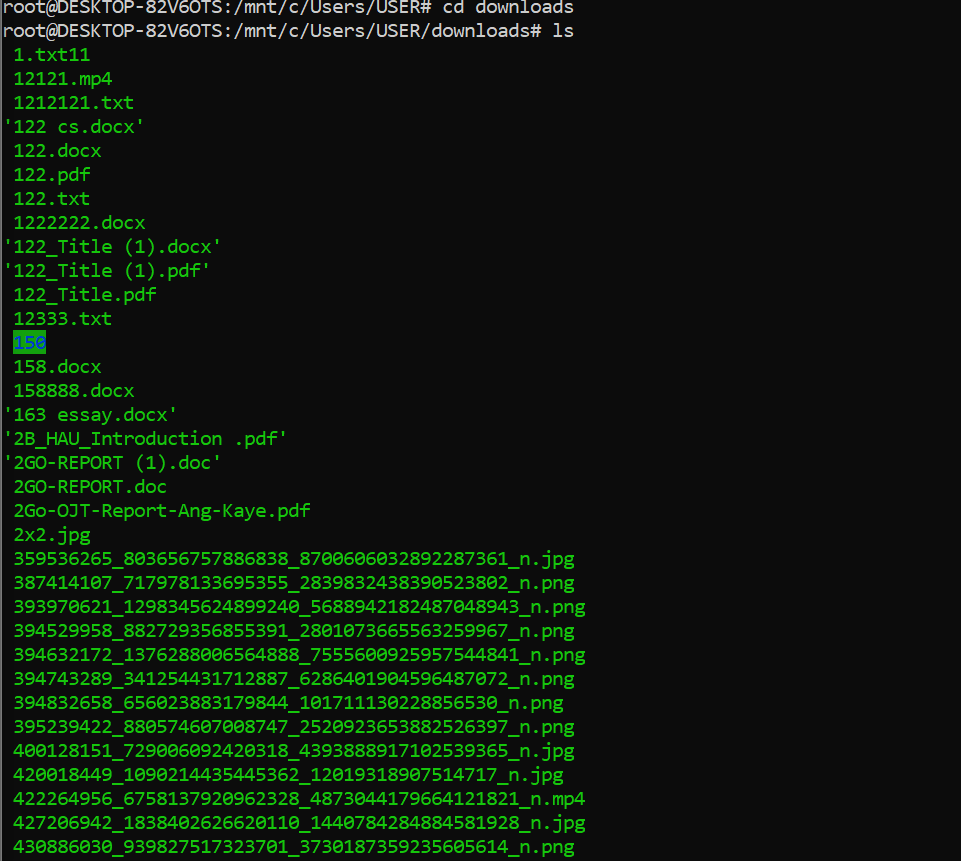 root@DESKTOP-82V6OTS:/mnt/c/Users/USER# cd downloads
root@DESKTOP-82V6OTS:/mnt/c/Users/USER/downloads# ls
1.txt11
12121.mp4
1212121.txt
'122 cs.docx'
122.docx
122.pdf
122.txt
1222222.docx
'122_Title (1).docx'
'122_Title (1).pdf'
122_Title.pdf
12333.txt
150
158.docx
158888.docx
'163 essay.docx'
'2B_HAU_Introduction .pdf'
'2GO-REPORT (1).doc'
2GO-REPORT.doc
2Go-OJT-Report-Ang-Kaye.pdf
2x2.jpg
359536265_803656757886838_8700606032892287361_n.jpg
387414107_717978133695355_2839832438390523802_n.png
393970621_1298345624899240_5688942182487048943_n.png
394529958_882729356855391_2801073665563259967_n.png
394632172_1376288006564888_7555600925957544841_n.png
394743289_341254431712887_6286401904596487072_n.png
394832658_656023883179844_101711130228856530_n.png
395239422_880574607008747_2520923653882526397_n.png
400128151_729006092420318_4393888917102539365_n.jpg
420018449_1090214435445362_12019318907514717_n.jpg
422264956_6758137920962328_4873044179664121821_n.mp4
427206942_1838402626620110_1440784284884581928_n.jpg
430886030_939827517323701_3730187359235605614_n.png